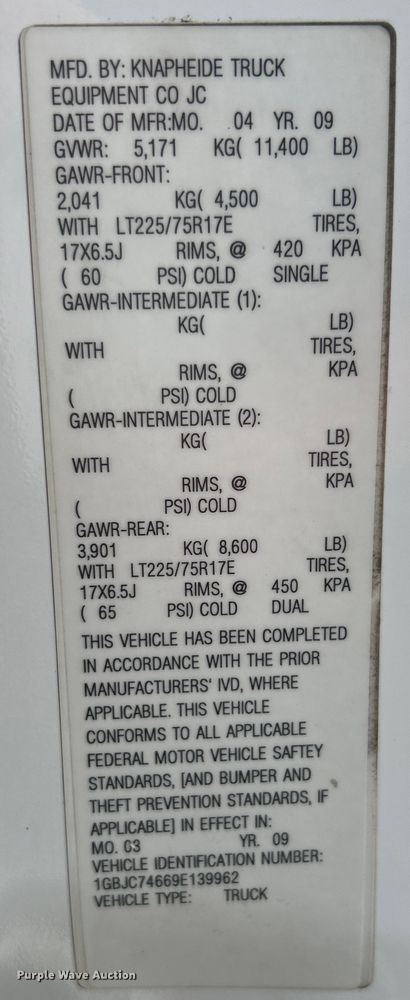 MFD. BY: KNAPHEIDE TRUCK
EQUIPMENT CO JC
DATE OF MFR:MO. 04 YR. 09
GVWR: 5,171 KG( 11,400 LB)
GAWR-FRONT:
2,041 KG( 4,500 LB)
WITH LT225/75R17E TIRES,
17X6.5J RIMS, @ 420 KPA
( 60 PSI) COLD SINGLE
GAWR-INTERMEDIATE (1):
KG( LB)
WITH TIRES,
RIMS, @ KPA
( PSI) COLD
GAWR-INTERMEDIATE (2):
KG( LB)
WITH TIRES,
RIMS, @ KPA
( PSI) COLD
GAWR-REAR:
3,901 KG( 8,600 LB)
WITH LT225/75R17E TIRES,
17X6.5J RIMS, @ 450 KPA
( 65 PSI) COLD DUAL
THIS VEHICLE HAS BEEN COMPLETED
IN ACCORDANCE WITH THE PRIOR
MANUFACTURERS' IVD, WHERE
APPLICABLE. THIS VEHICLE
CONFORMS TO ALL APPLICABLE
FEDERAL MOTOR VEHICLE SAFTEY
STANDARDS, [AND BUMPER AND
THEFT PREVENTION STANDARDS, IF
APPLICABLE] IN EFFECT IN:
MO. 03 YR. 09
VEHICLE IDENTIFICATION NUMBER:
1GBJC74669E139962
VEHICLE TYPE: TRUCK
Purple Wave Auction